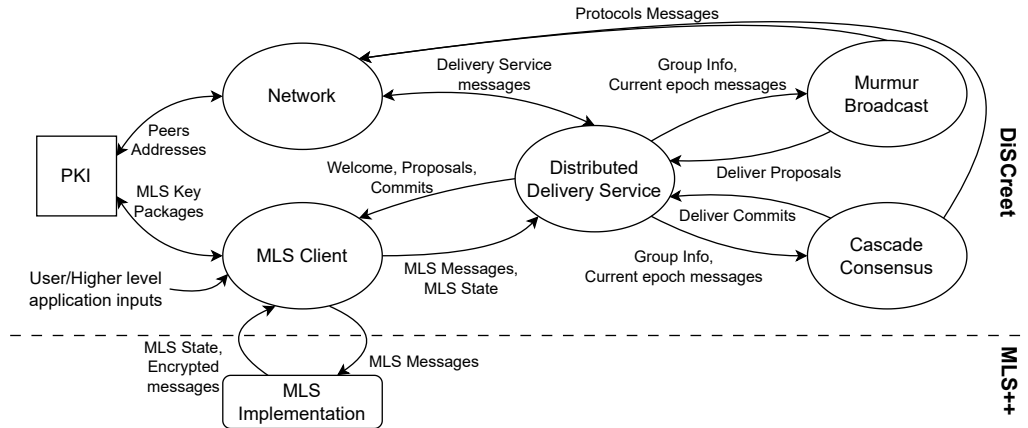 Protocols Messages
Network
Delivery Service
messages
Group Info,
Current epoch messages
Murmur
Broadcast
Peers
Addresses
PKI
MLS Key
Packages
Welcome, Proposals,
Commits
Distributed
Delivery Service
Deliver Proposals
Deliver Commits
DiSCreet
MLS Client
MLS Messages,
MLS State
Group Info,
Current epoch messages
Cascade
Consensus
User/Higher level
application inputs
MLS State,
Encrypted
messages
MLS Messages
MLS
Implementation
MLS++